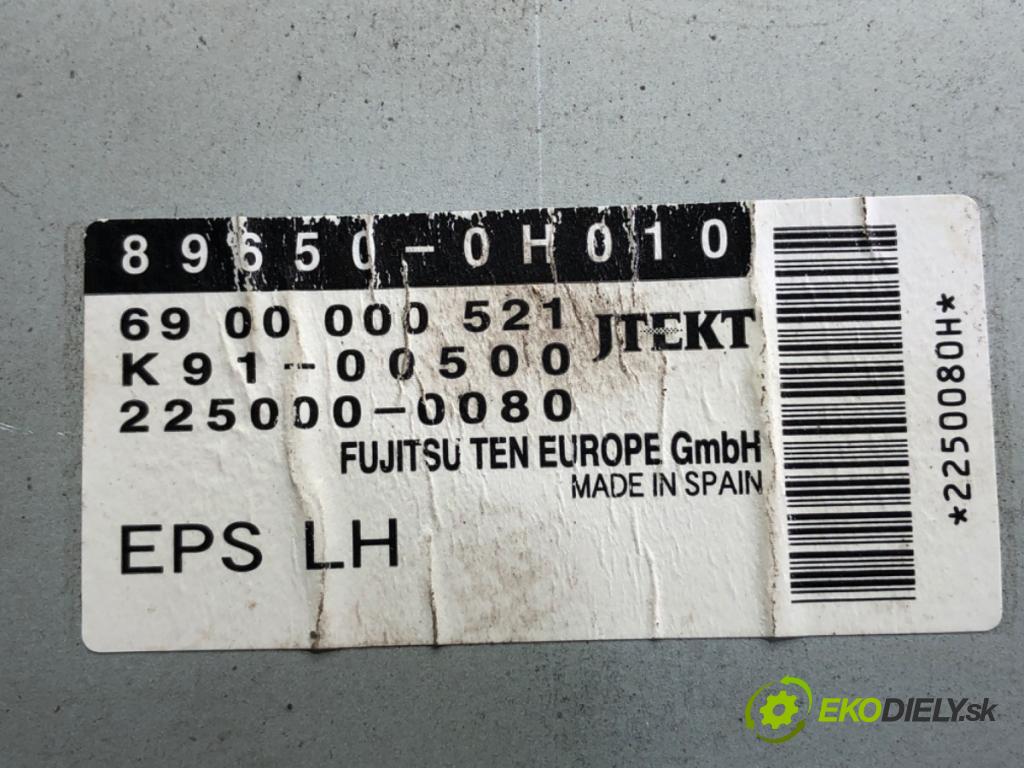 89650-0H010
69 00 000 521
JTEKT
K91-00500
225000-0080
FUJITSU TEN EUROPE GmbH
MADE IN SPAIN
EPS LH
*2250080H*
EKODIELY.sk